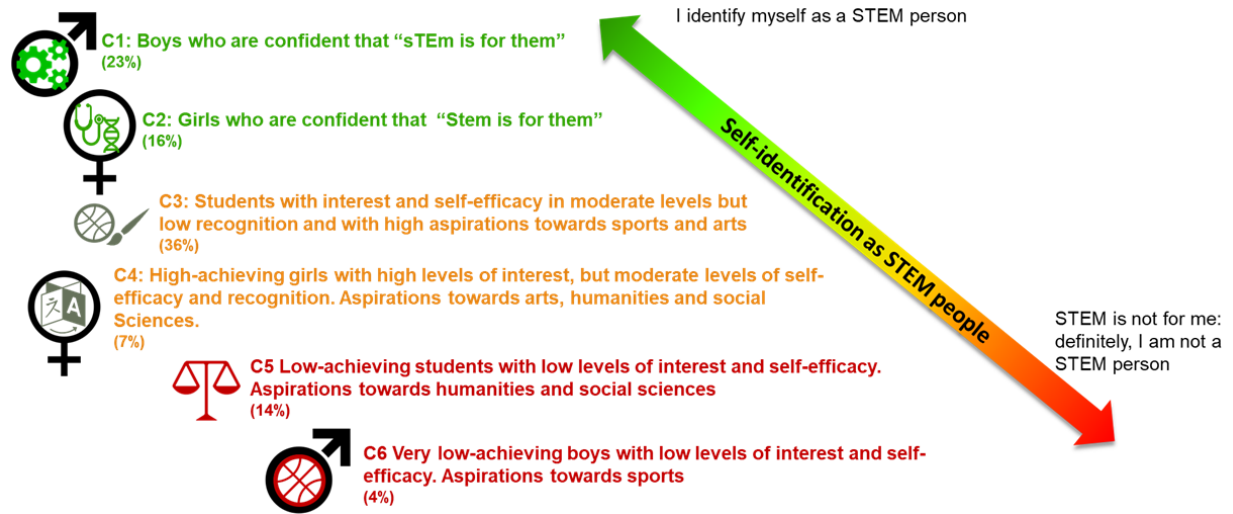 I identify myself as a STEM person
C1: Boys who are confident that “sTEm is for them”
(23%)
C2: Girls who are confident that “Stem is for them”
(16%)
C3: Students with interest and self-efficacy in moderate levels but
low recognition and with high aspirations towards sports and arts
(36%)
C4: High-achieving girls with high levels of interest, but moderate levels of self-
efficacy and recognition. Aspirations towards arts, humanities and social
Sciences.
(7%)
A
C5 Low-achieving students with low levels of interest and self-efficacy.
Aspirations towards humanities and social sciences
(14%)
C6 Very low-achieving boys with low levels of interest and self-
efficacy. Aspirations towards sports
(4%)
Self-identification as STEM people
STEM is not for me:
definitely, I am not a
STEM person